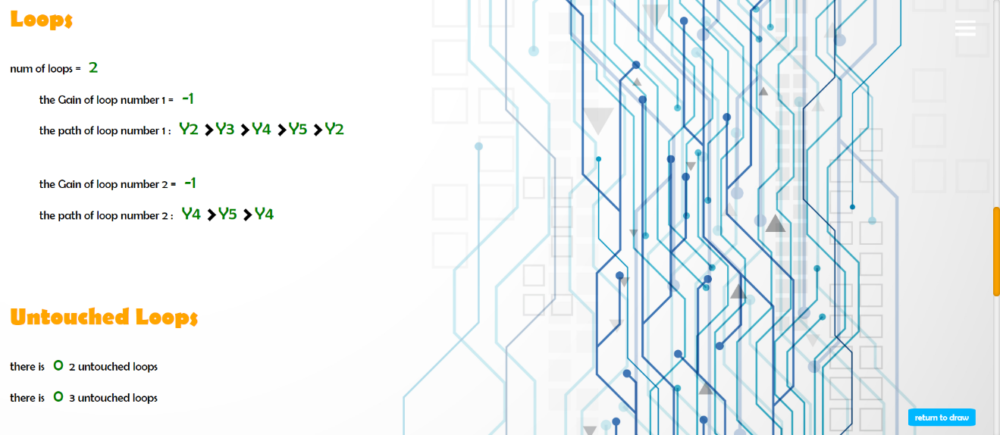 Loops
num of loops = 2
the Gain of loop number 1 = -1
the path of loop number 1 : Y2 > Y3 > Y4 > Y5 > Y2
the Gain of loop number 2 = -1
the path of loop number 2 : Y4 > Y5 > Y4
Untouched Loops
there is 0 2 untouched loops
there is 0 3 untouched loops
return to draw